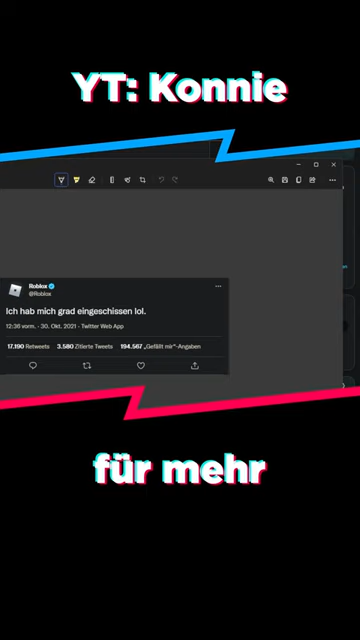 YT: Konnie
Roblox
@Roblox
Ich hab mich grad eingeschissen lol.
12:36 vorm. · 30. Okt. 2021 · Twitter Web App
17.190 Retweets 3.580 Zitierte Tweets 194.567 „Gefällt mir“-Angaben
für mehr